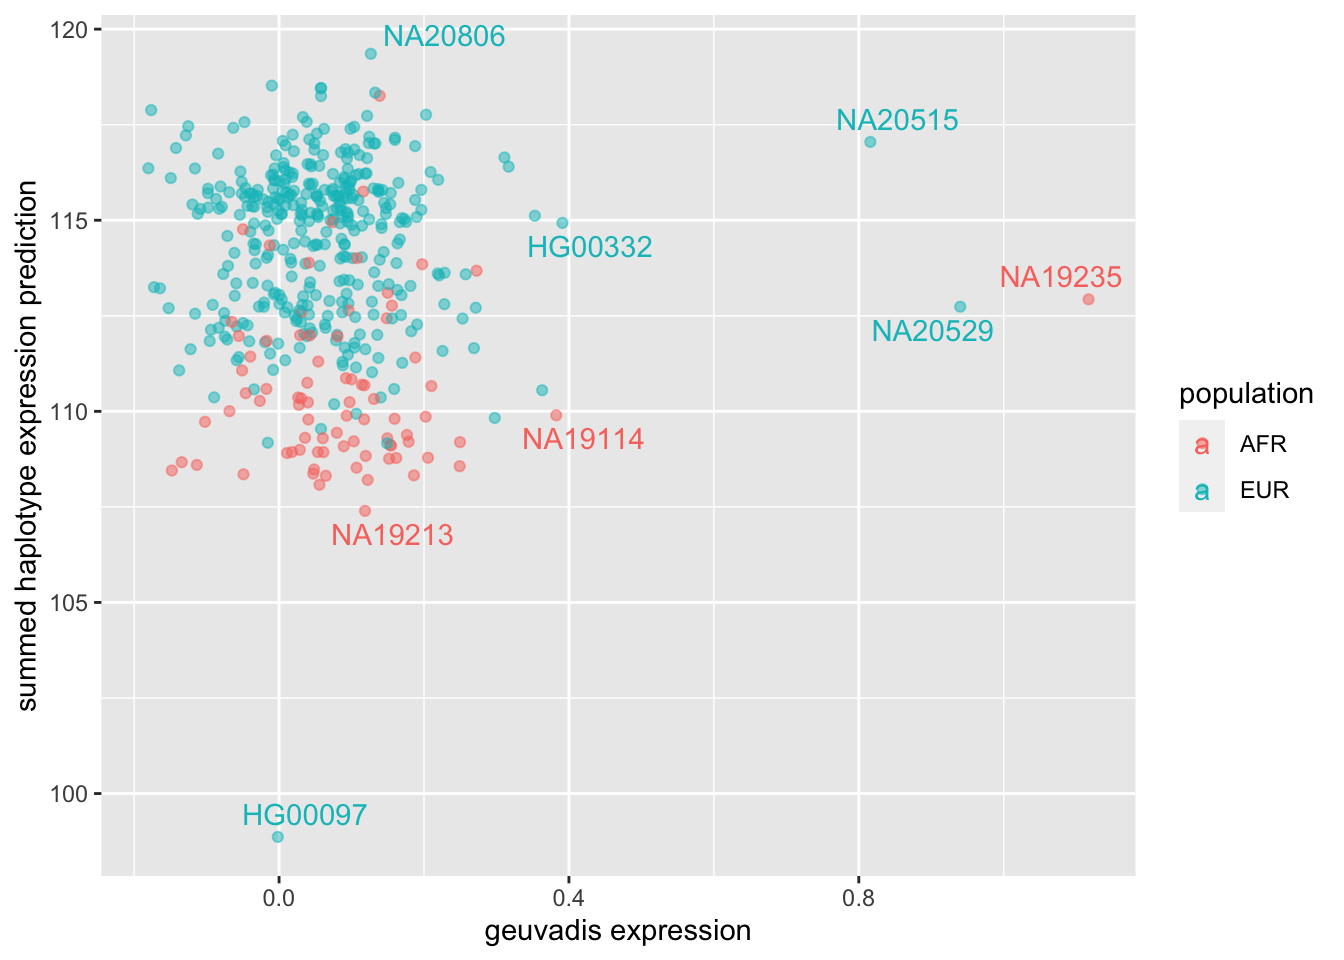 NA20806
NA20515
HG00332
NA19235
NA20529
NA19114
NA19213
HG00097
120
115
110
105
100
0.0
0.4
0.8
geuvadis expression
summed haplotype expression prediction
population
a AFR
a EUR